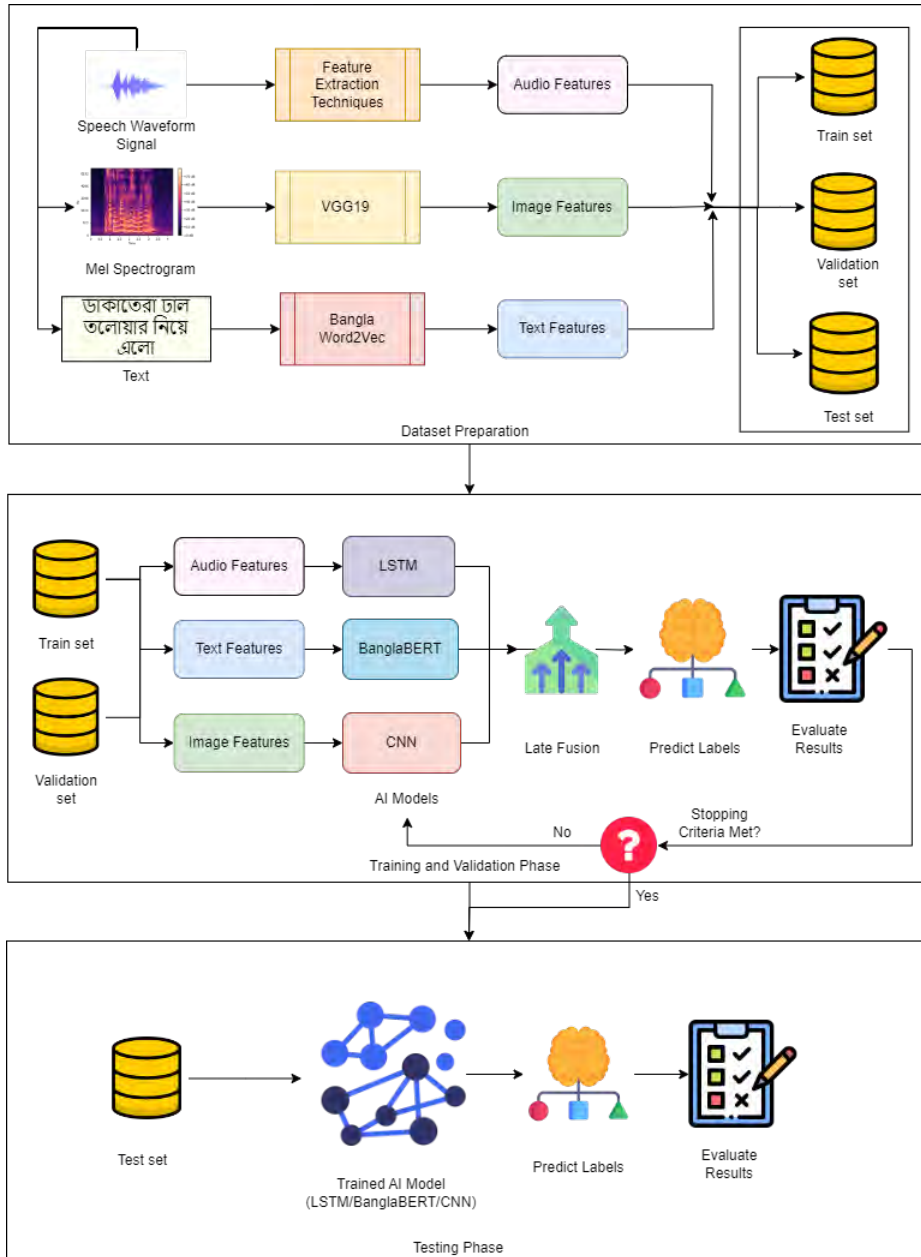 Speech Waveform
Signal
Feature
Extraction
Techniques
Audio Features
Train set
Mel Spectrogram
VGG19
Image Features
Validation
set
ডাকাতেরা ঢাল
তলোয়ার নিয়ে
এলো
Text
Bangla
Word2Vec
Text Features
Test set
Dataset Preparation
Train set
Audio Features
LSTM
Text Features
BanglaBERT
Validation
set
Image Features
CNN
AI Models
Late Fusion
Predict Labels
Evaluate
Results
No
?
Stopping
Criteria Met?
Training and Validation Phase
Yes
Test set
Trained AI Model
(LSTM/BanglaBERT/CNN)
Predict Labels
Evaluate
Results
Testing Phase